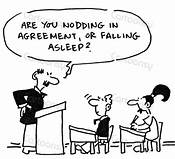 ARE YOU NODDING IN
AGREEMENT, OR FALLING
ASLEEP?